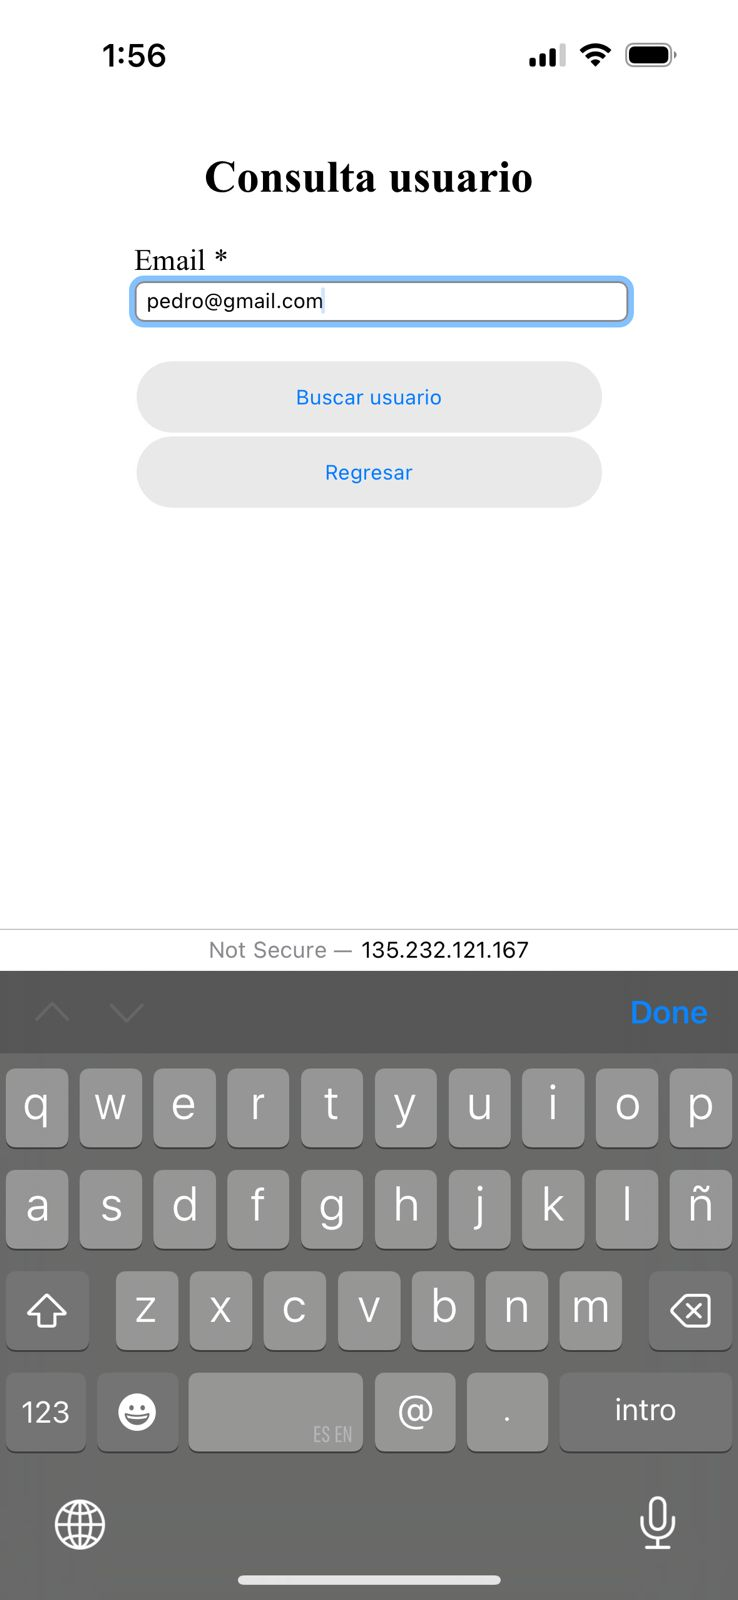 1:56
Consulta usuario
Email *
pedro@gmail.com
Buscar usuario
Regresar
Not Secure — 135.232.121.167
Done
q w e r t y u i o p
a s d f g h j k l ñ
z x c v b n m
123 ES EN @ . intro